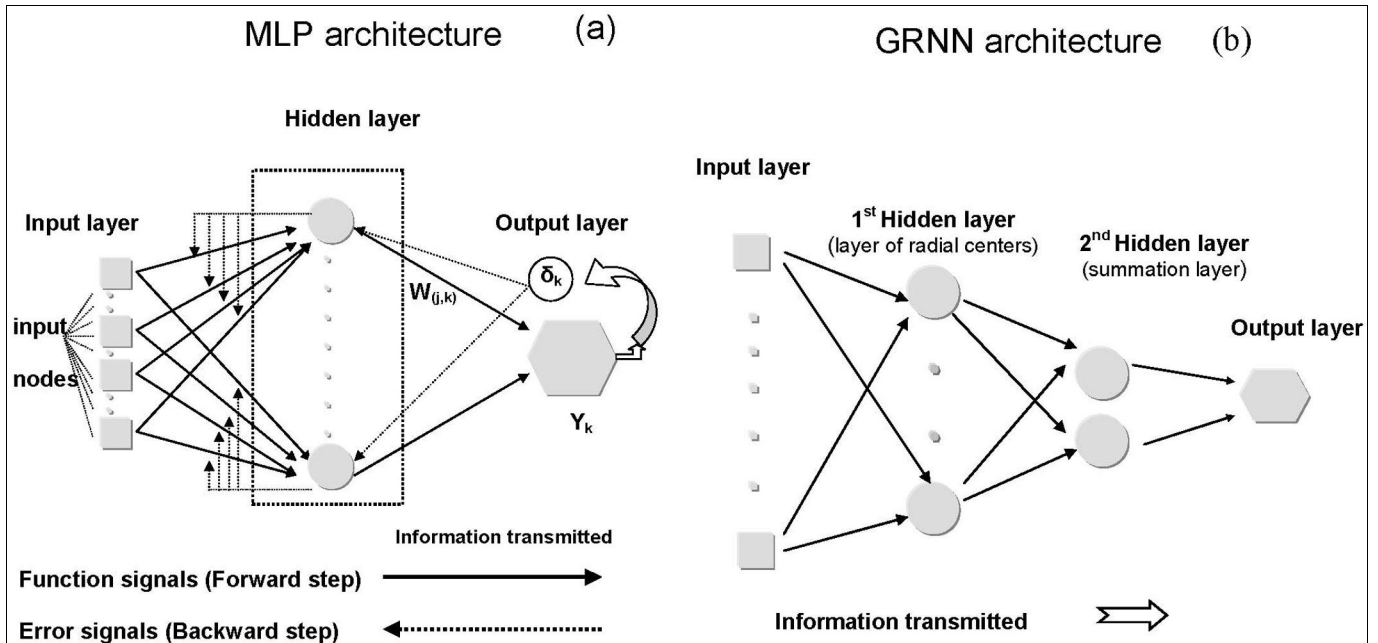 MLP architecture (a)
Hidden layer
Input layer
Output layer
input
nodes
W(j,k)
δk
Yk
Information transmitted
Function signals (Forward step)
Error signals (Backward step)
GRNN architecture (b)
Input layer
1st Hidden layer
(layer of radial centers)
2nd Hidden layer
(summation layer)
Output layer
Information transmitted